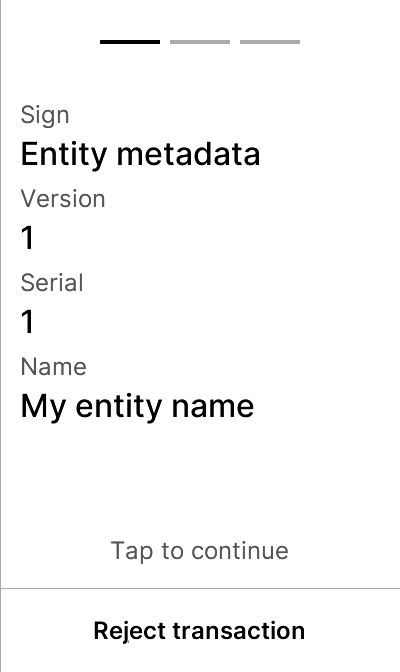 Sign
Entity metadata
Version
1
Serial
1
Name
My entity name
Tap to continue
Reject transaction